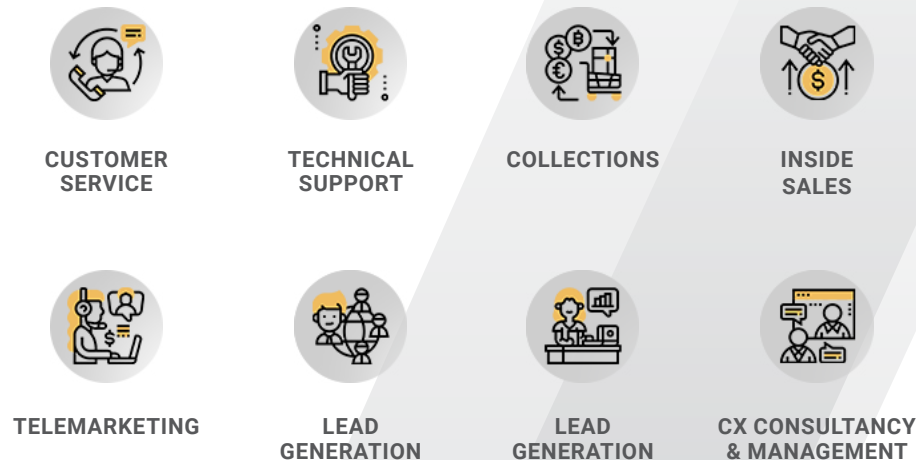 CUSTOMER
SERVICE
TECHNICAL
SUPPORT
COLLECTIONS
INSIDE
SALES
TELEMARKETING
LEAD
GENERATION
LEAD
GENERATION
CX CONSULTANCY
& MANAGEMENT